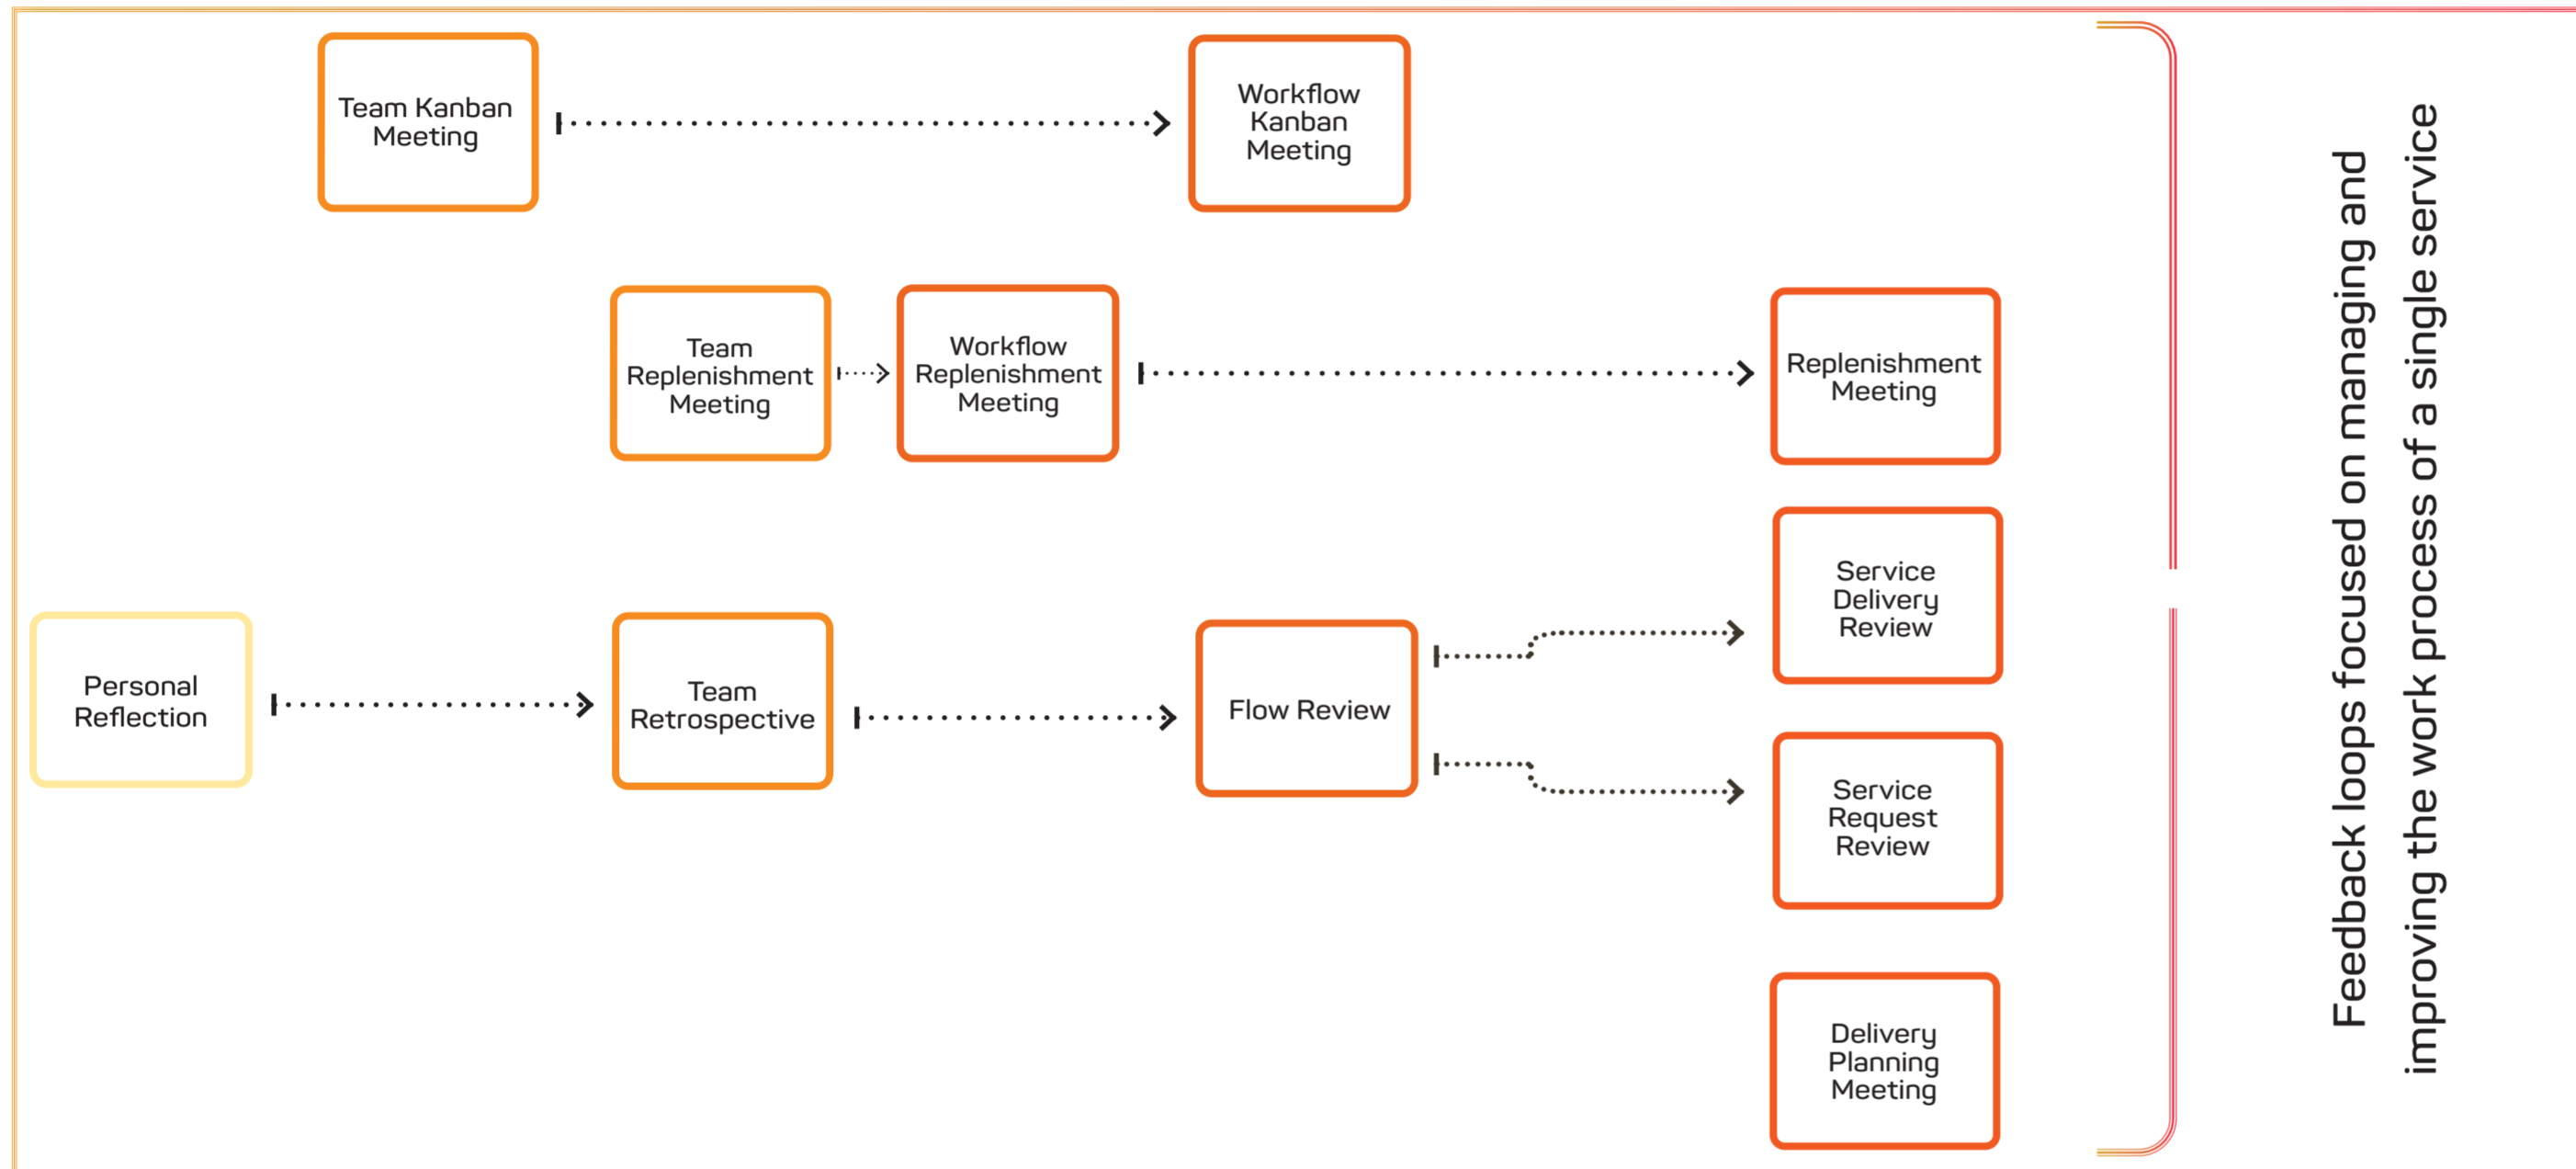 Team Kanban
Meeting
Workflow
Kanban
Meeting
Team
Replenishment
Meeting
Workflow
Replenishment
Meeting
Replenishment
Meeting
Personal
Reflection
Team
Retrospective
Flow Review
Service
Delivery
Review
Service
Request
Review
Delivery
Planning
Meeting
Feedback loops focused on managing and
improving the work process of a single service